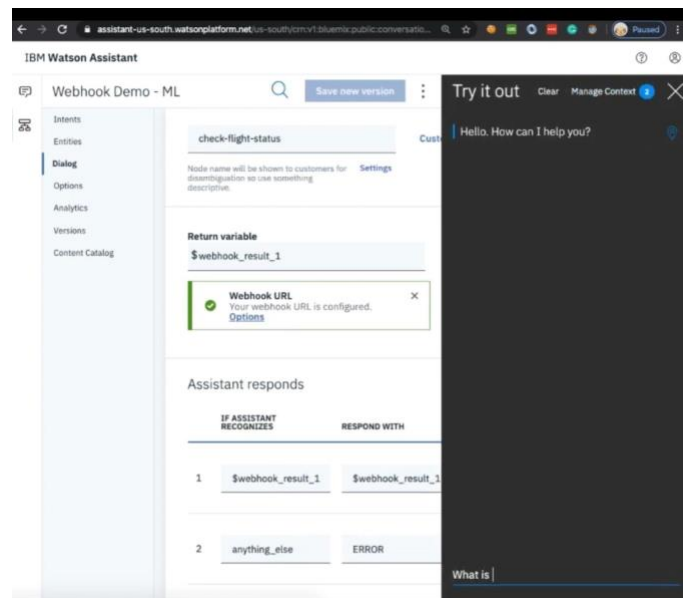 assistant-us-south.watsonplatform.net/us-south/crn:v1:bluemix:public:conversatio...
Paused
IBM Watson Assistant
Webhook Demo - ML
Save new version
Try it out
Clear
Manage Context
2
Intents
Entities
Dialog
Options
Analytics
Versions
Content Catalog
check-flight-status
Custo
Node name will be shown to customers for
disambiguation so use something
descriptive.
Settings
Return variable
$webhook_result_1
Webhook URL
Your webhook URL is configured.
Options
Assistant responds
IF ASSISTANT
RECOGNIZES
RESPOND WITH
1
$webhook_result_1
$webhook_result_1
2
anything_else
ERROR
Hello. How can I help you?
What is